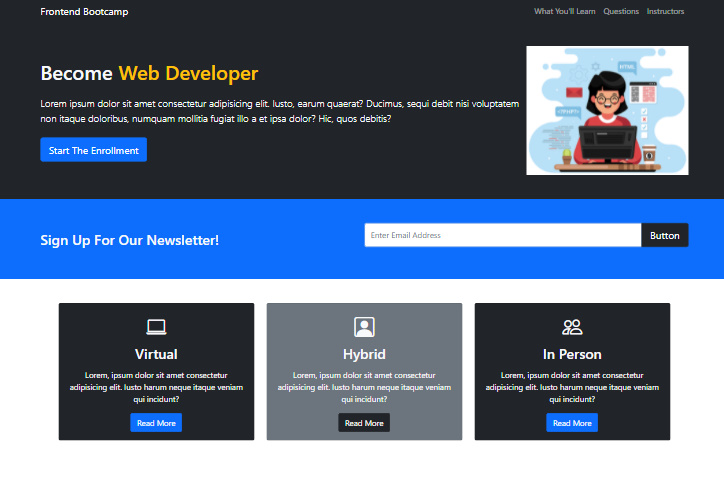 Frontend Bootcamp
What You'll Learn Questions Instructors
Become Web Developer
Lorem ipsum dolor sit amet consectetur adipisicing elit. Iusto, earum quaerat? Ducimus, sequi debit nisi voluptatem
non itaque doloribus, numquam mollitia fugiat illo a et ipsa dolor? Hic, quos debitis?
Start The Enrollment
HTML
Sign Up For Our Newsletter!
Enter Email Address
Button
Virtual
Lorem, ipsum dolor sit amet consectetur
adipisicing elit. Iusto harum neque itaque veniam
qui incidunt?
Read More
Hybrid
Lorem, ipsum dolor sit amet consectetur
adipisicing elit. Iusto harum neque itaque veniam
qui incidunt?
Read More
In Person
Lorem, ipsum dolor sit amet consectetur
adipisicing elit. Iusto harum neque itaque veniam
qui incidunt?
Read More